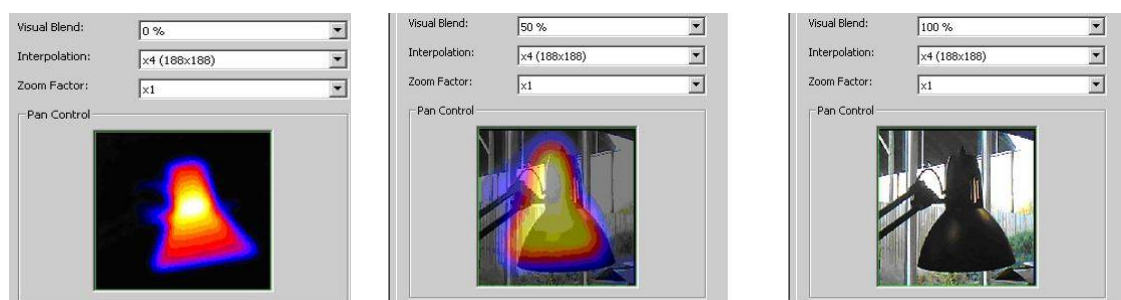 Visual Blend: 0 %
Interpolation: x4 (188x188)
Zoom Factor: x1
Pan Control
Visual Blend: 50 %
Interpolation: x4 (188x188)
Zoom Factor: x1
Pan Control
Visual Blend: 100 %
Interpolation: x4 (188x188)
Zoom Factor: x1
Pan Control